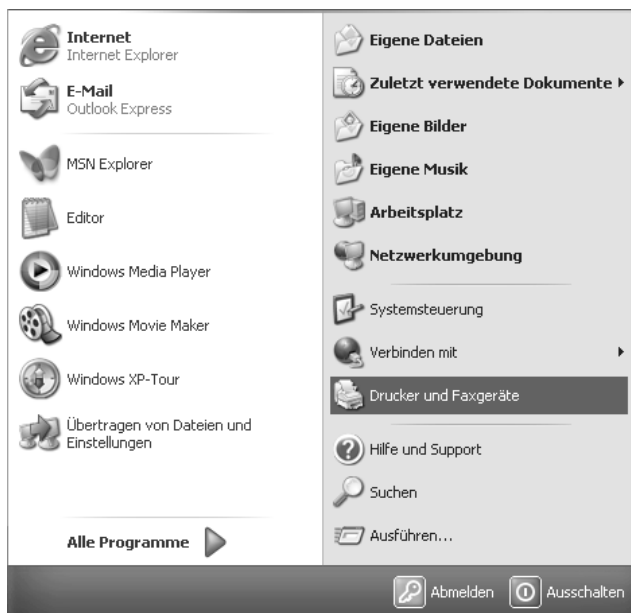 Internet
Internet Explorer
E-Mail
Outlook Express
MSN Explorer
Editor
Windows Media Player
Windows Movie Maker
Windows XP-Tour
Übertragen von Dateien und
Einstellungen
Alle Programme
Eigene Dateien
Zuletzt verwendete Dokumente
Eigene Bilder
Eigene Musik
Arbeitsplatz
Netzwerkumgebung
Systemsteuerung
Verbinden mit
Drucker und Faxgeräte
Hilfe und Support
Suchen
Ausführen...
Abmelden
Ausschalten